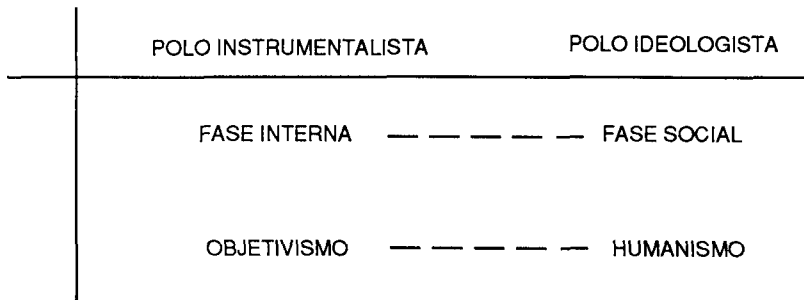 POLO INSTRUMENTALISTA POLO IDEOLOGISTA
FASE INTERNA — — — — — FASE SOCIAL
OBJETIVISMO — — — — — HUMANISMO